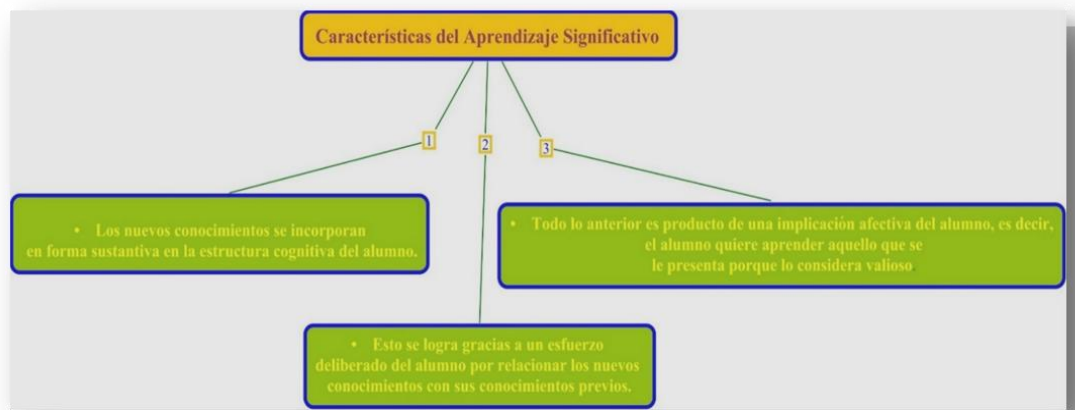 Características del Aprendizaje Significativo
1
2
3
• Los nuevos conocimientos se incorporan
en forma sustantiva en la estructura cognitiva del alumno.
• Todo lo anterior es producto de una implicación afectiva del alumno, es decir,
el alumno quiere aprender aquello que se
le presenta porque lo considera valioso.
• Esto se logra gracias a un esfuerzo
deliberado del alumno por relacionar los nuevos
conocimientos con sus conocimientos previos.